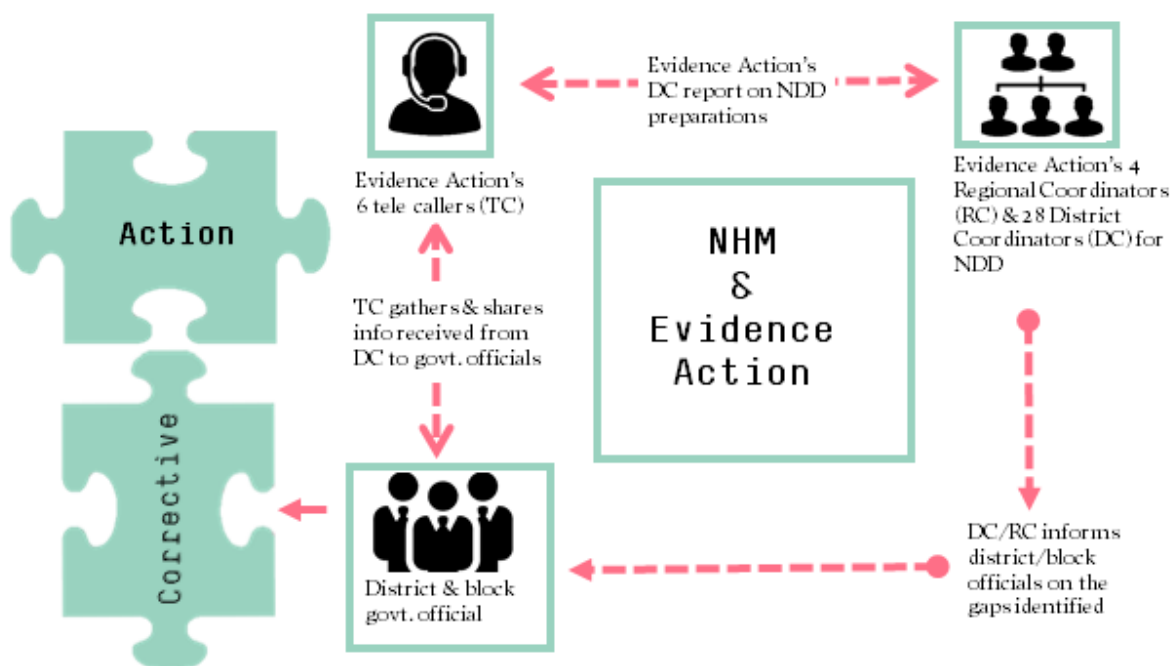 Evidence Action's
DC report on NDD
preparations
Evidence Action's
6 tele callers (TC)
Evidence Action's 4
Regional Coordinators
(RC) & 28 District
Coordinators (DC) for
NDD
Action
NHM
&
Evidence
Action
TC gathers & shares
info received from
DC to govt. officials
Corrective
District & block
govt. official
DC/RC informs
district/block
officials on the
gaps identified